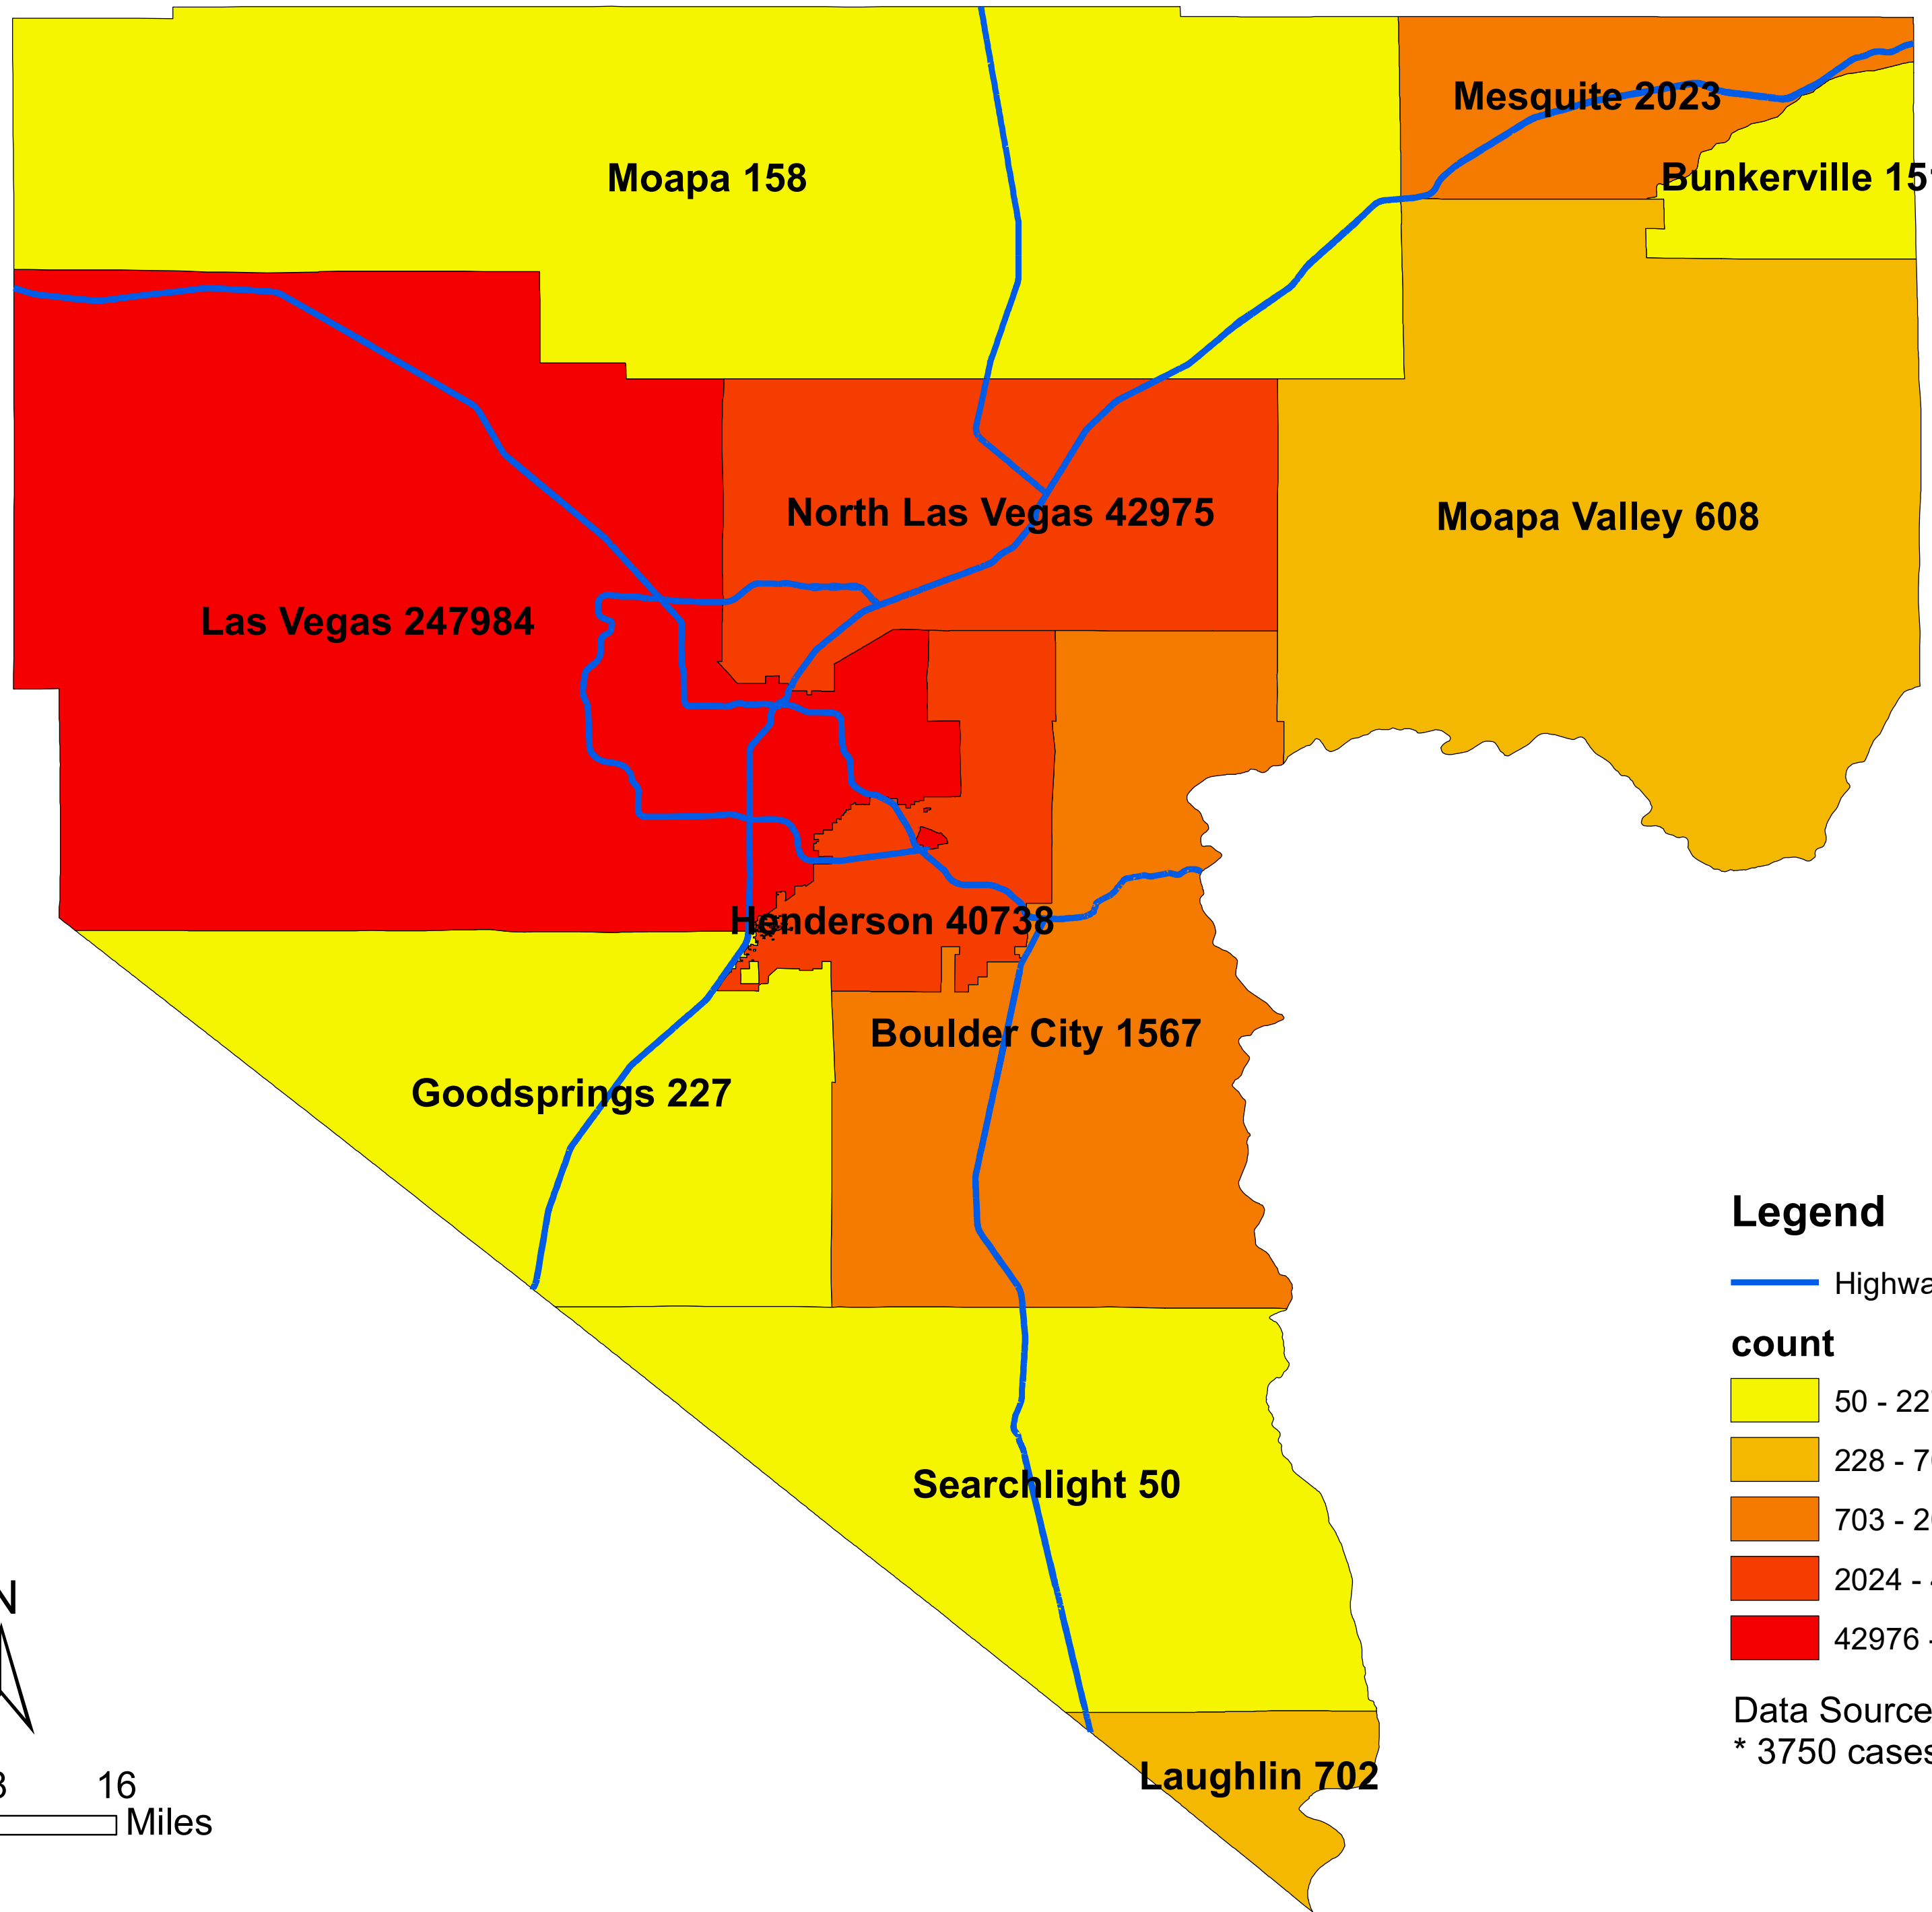 Mesquite 2023
Moapa 158
Bunkerville 15
North Las Vegas 42975
Moapa Valley 608
Las Vegas 247984
Henderson 40738
Boulder City 1567
Goodsprings 227
Legend
count
50 - 22
228 -
703 -
Searchlight 50
2024 -
N
42976 -
Data Source
* 3750 cases
Laughlin 702
16
Miles